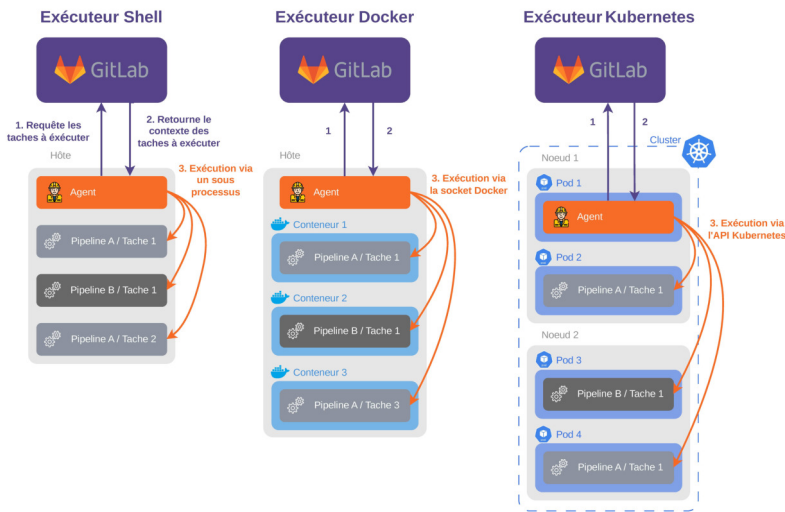 Exécuteur Shell
GitLab
1. Requête les
taches à éxécuter
2. Retourne le
contexte des
taches à exécuter
Hôte
3. Exécution via
un sous
processus
Agent
Pipeline A / Tache 1
Pipeline B / Tache 1
Pipeline A / Tache 2
Exécuteur Docker
GitLab
1
2
Hôte
3. Exécution via
la socket Docker
Agent
Conteneur 1
Pipeline A / Tache 1
Conteneur 2
Pipeline B / Tache 1
Conteneur 3
Pipeline A / Tache 3
Exécuteur Kubernetes
GitLab
1
2
Cluster
Noeud 1
Pod 1
Agent
3. Exécution via
l'API Kubernetes
Pod 2
Pipeline A / Tache 1
Noeud 2
Pod 3
Pipeline B / Tache 1
Pod 4
Pipeline A / Tache 1